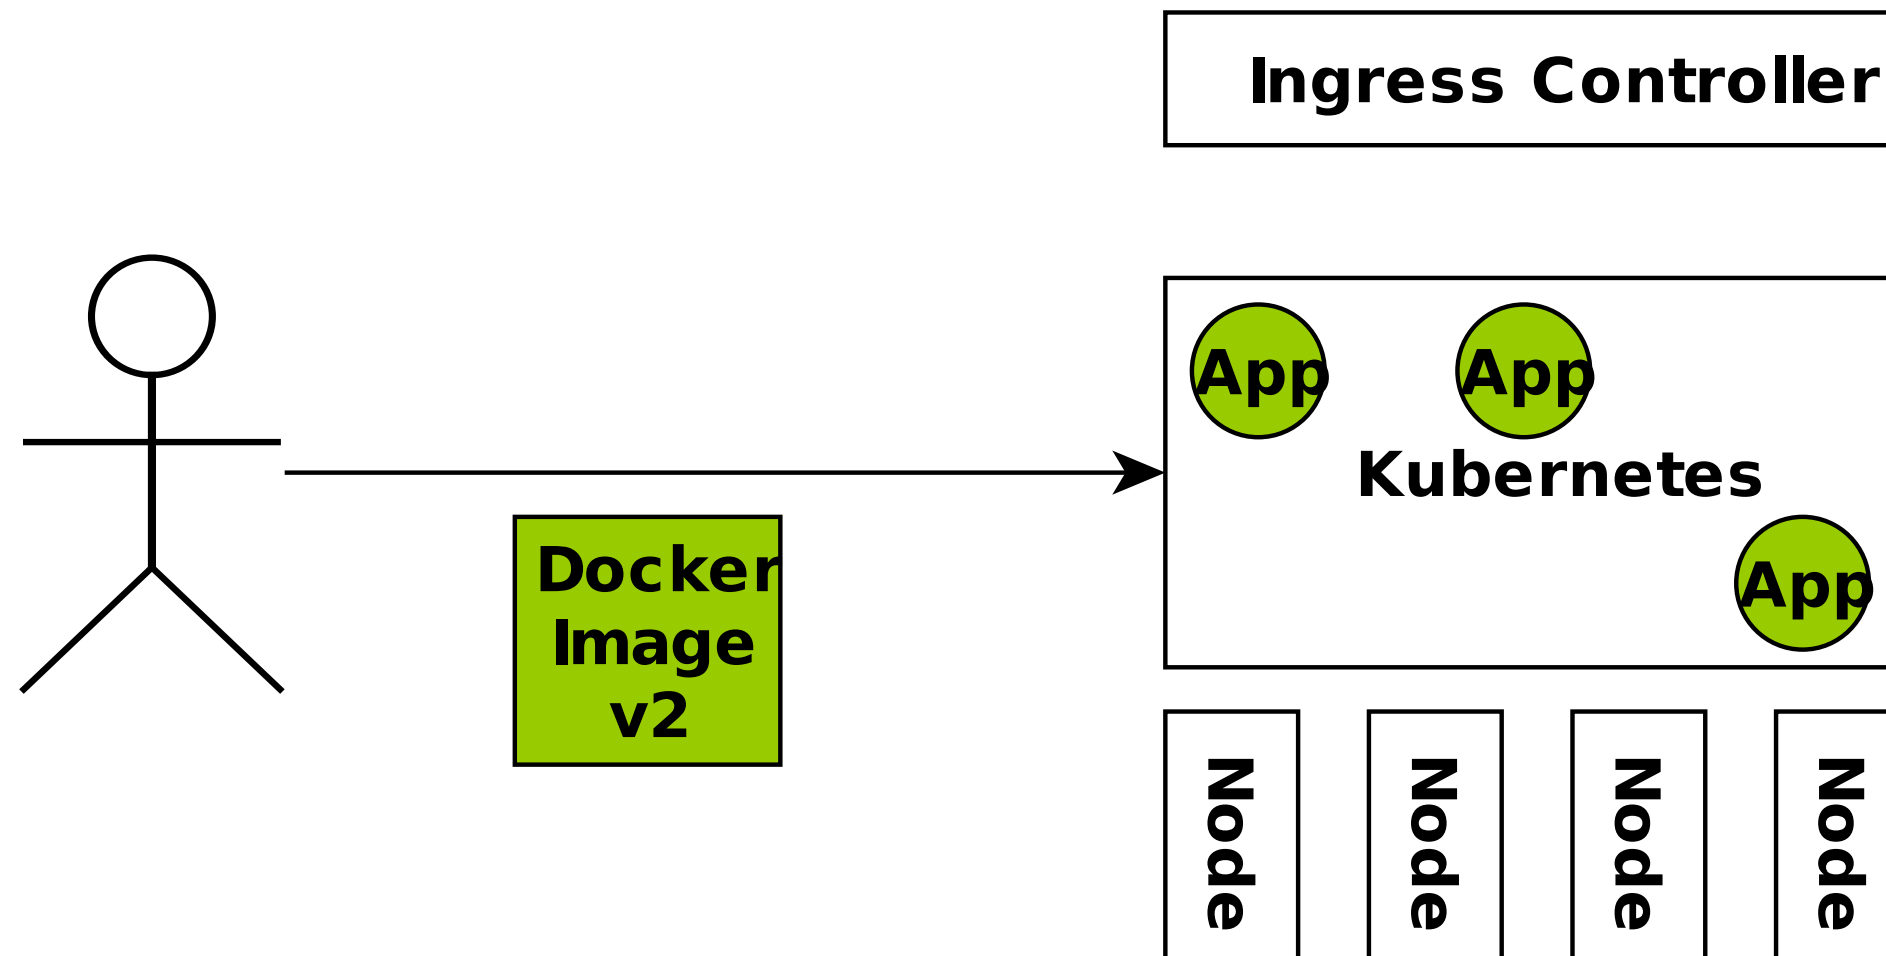 Ingress Controller
App
App
Kubernetes
App
Docker
Image
v2
Node
Node
Node
Node